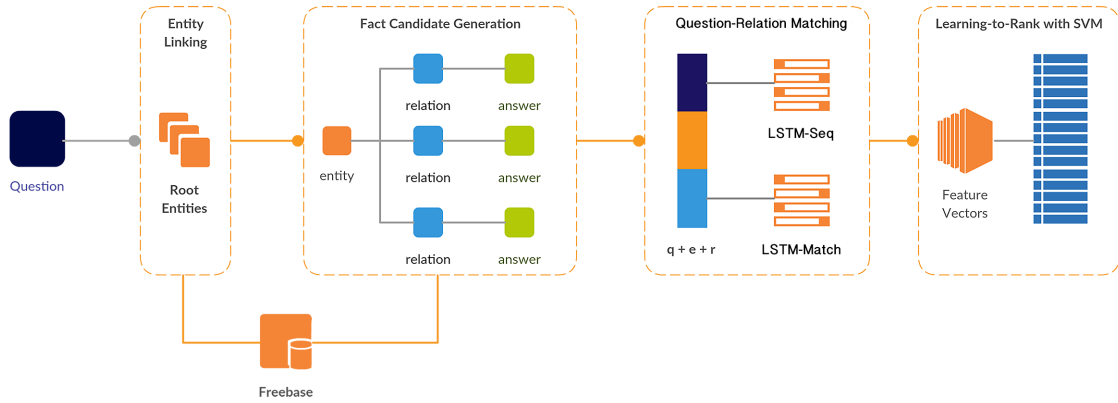 Question
Entity
Linking
Root
Entities
Fact Candidate Generation
entity
relation
answer
relation
answer
relation
answer
Question-Relation Matching
LSTM-Seq
LSTM-Match
q + e + r
Learning-to-Rank with SVM
Feature
Vectors
Freebase